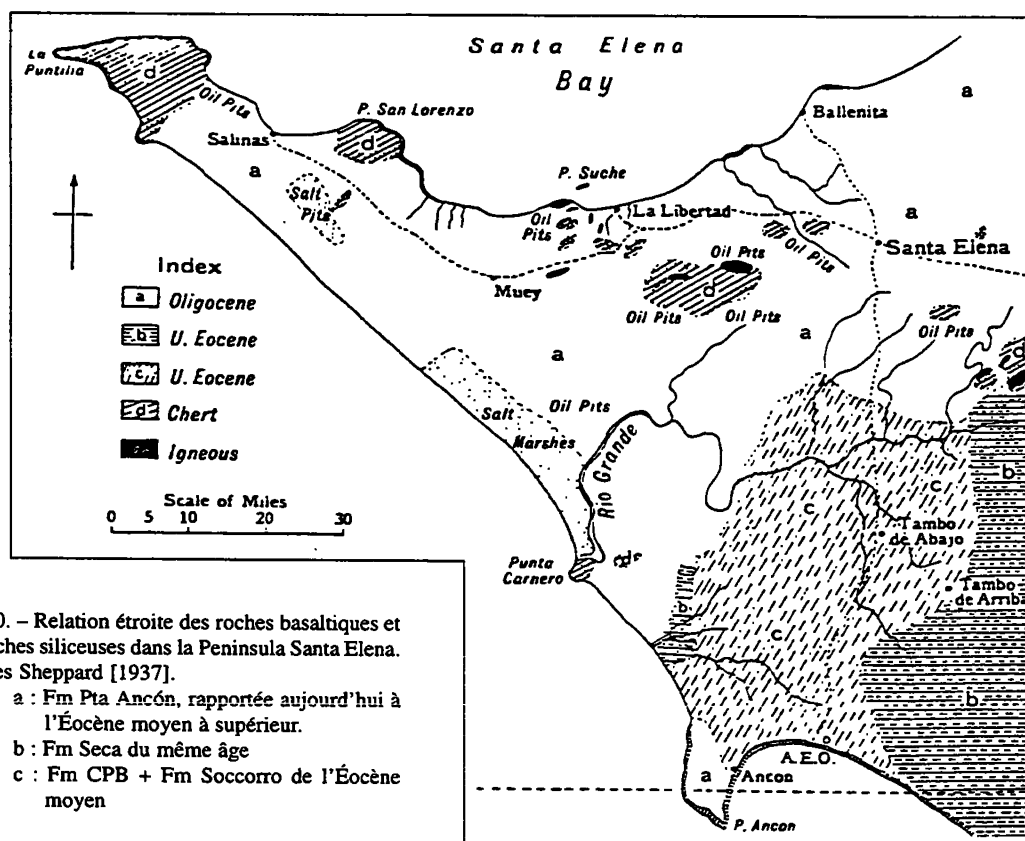 Santa Elena
Bay
La
Puntilla
d
Oil Pits
P. San Lorenzo
Salinas
d
a
Ballenita
a
P. Suche
a
Salt
Pits
Oil
Pits
La Libertad
a
Oil Pits
Santa Elena
Muey
Oil Pits
d
Oil Pits
Oil Pits
a
Oil Pits
d
Index
a Oligocene
b U. Eocene
c U. Eocene
d Chert
Igneous
Scale of Miles
0 5 10 20 30
a
Oil Pits
Salt
Marshes
Rio Grande
b
c
c
Tambo
de Abajo
Punta
Carnero
d
Tambo
de Arriba
b
c
b
A.E.O.
a
Ancon
P. Ancon
0. – Relation étroite des roches basaltiques et
ches siliceuses dans la Peninsula Santa Elena.
es Sheppard [1937].
a : Fm Pta Ancón, rapportée aujourd'hui à
l'Éocène moyen à supérieur.
b : Fm Seca du même âge
c : Fm CPB + Fm Soccorro de l'Éocène
moyen